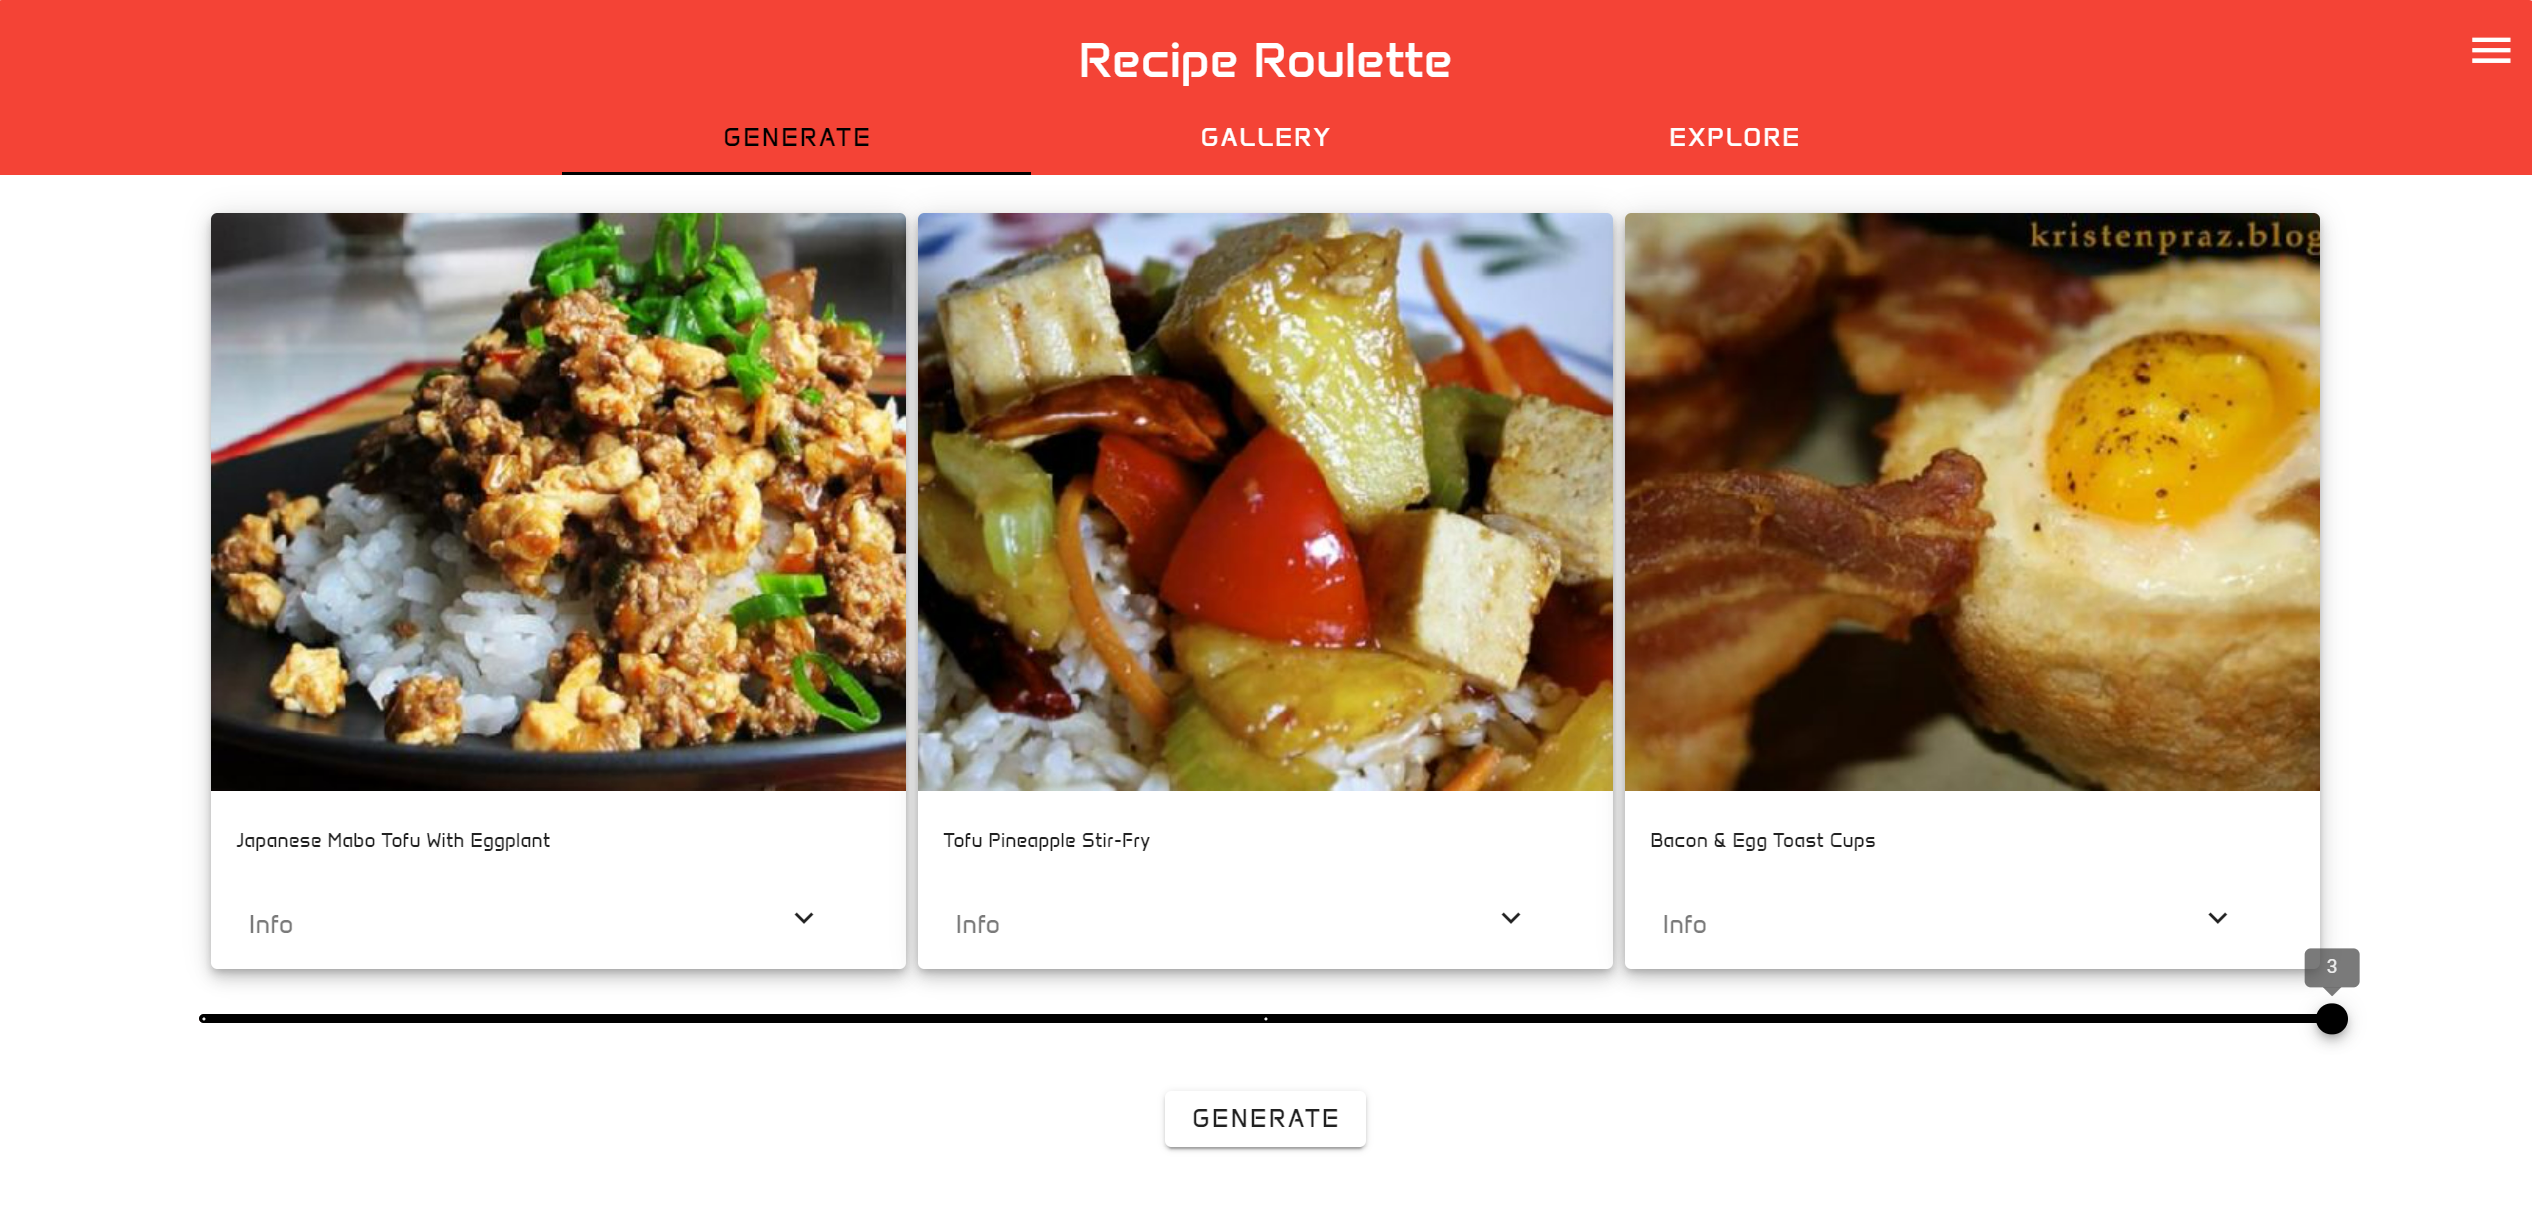 Recipe Roulette
GENERATE
GALLERY
EXPLORE
kristenpraz.blog
Japanese Mabo Tofu With Eggplant
Tofu Pineapple Stir-Fry
Bacon & Egg Toast Cups
Info
Info
Info
3
GENERATE